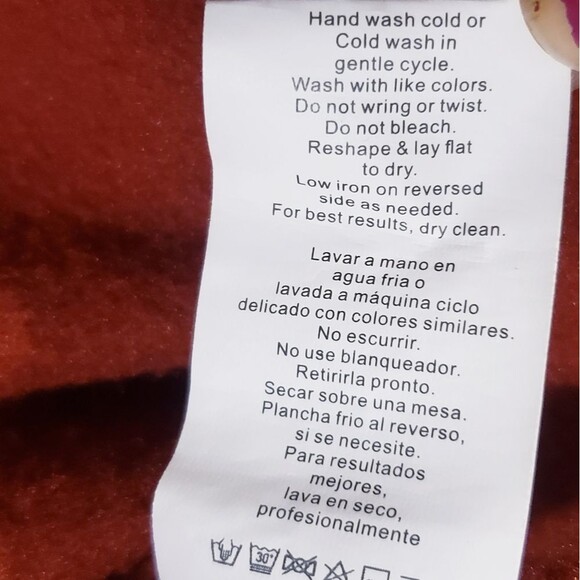 Hand wash cold or
Cold wash in
gentle cycle.
Wash with like colors.
Do not wring or twist.
Do not bleach.
Reshape & lay flat
to dry.
Low iron on reversed
side as needed.
For best results, dry clean.
Lavar a mano en
agua fria o
lavada a máquina ciclo
delicado con colores similares.
No escurrir.
No use blanqueador.
Retirirla pronto.
Secar sobre una mesa.
Plancha frio al reverso,
si se necesite.
Para resultados
mejores,
lava en seco,
profesionalmente
30°